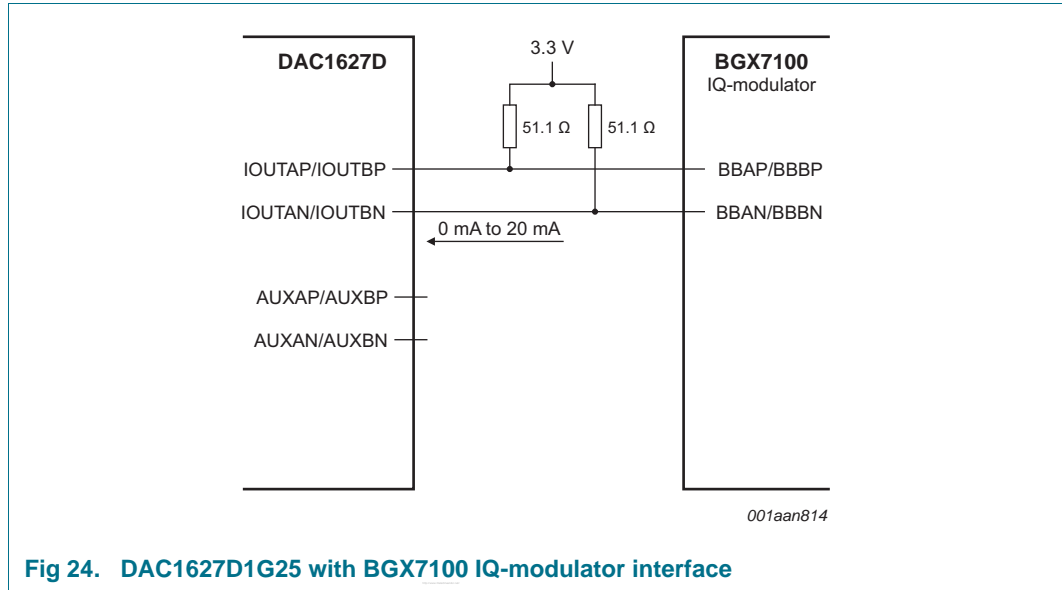 3.3 V
DAC1627D
BGX7100
IQ-modulator
51.1 Ω
51.1 Ω
IOUTAP/IOUTBP
BBAP/BBBP
IOUTAN/IOUTBN
BBAN/BBBN
0 mA to 20 mA
AUXAP/AUXBP
AUXAN/AUXBN
001aan814
Fig 24. DAC1627D1G25 with BGX7100 IQ-modulator interface